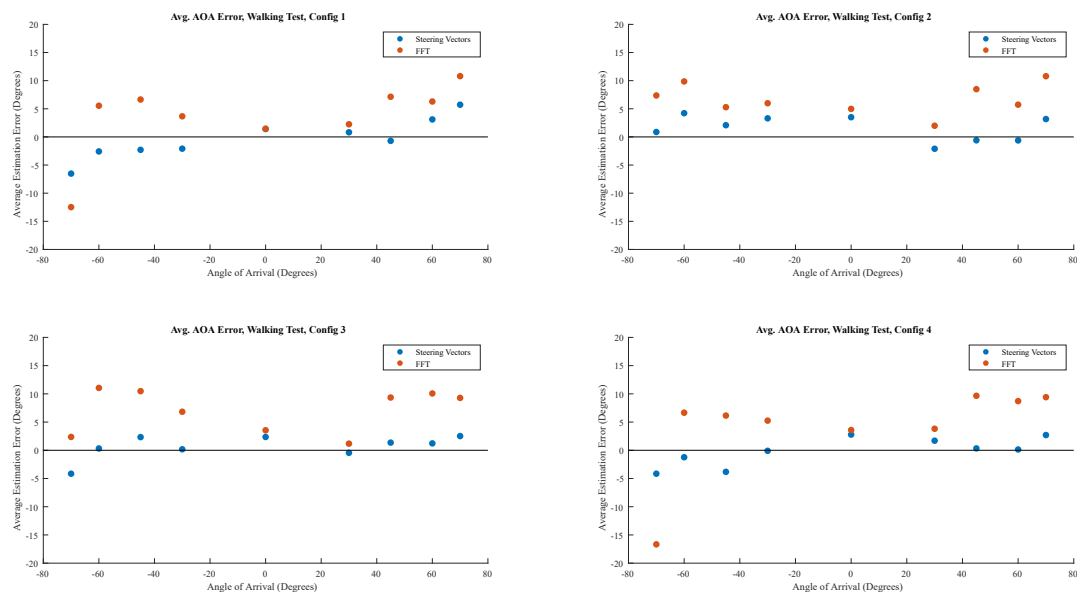 Avg. AOA Error, Walking Test, Config 1
20
15
10
5
0
-5
-10
-15
-20
Average Estimation Error (Degrees)
Steering Vectors
FFT
-80 -60 -40 -20 0 20 40 60 80
Angle of Arrival (Degrees)
Avg. AOA Error, Walking Test, Config 2
20
15
10
5
0
-5
-10
-15
-20
Average Estimation Error (Degrees)
Steering Vectors
FFT
-80 -60 -40 -20 0 20 40 60 80
Angle of Arrival (Degrees)
Avg. AOA Error, Walking Test, Config 3
20
15
10
5
0
-5
-10
-15
-20
Average Estimation Error (Degrees)
Steering Vectors
FFT
-80 -60 -40 -20 0 20 40 60 80
Angle of Arrival (Degrees)
Avg. AOA Error, Walking Test, Config 4
20
15
10
5
0
-5
-10
-15
-20
Average Estimation Error (Degrees)
Steering Vectors
FFT
-80 -60 -40 -20 0 20 40 60 80
Angle of Arrival (Degrees)